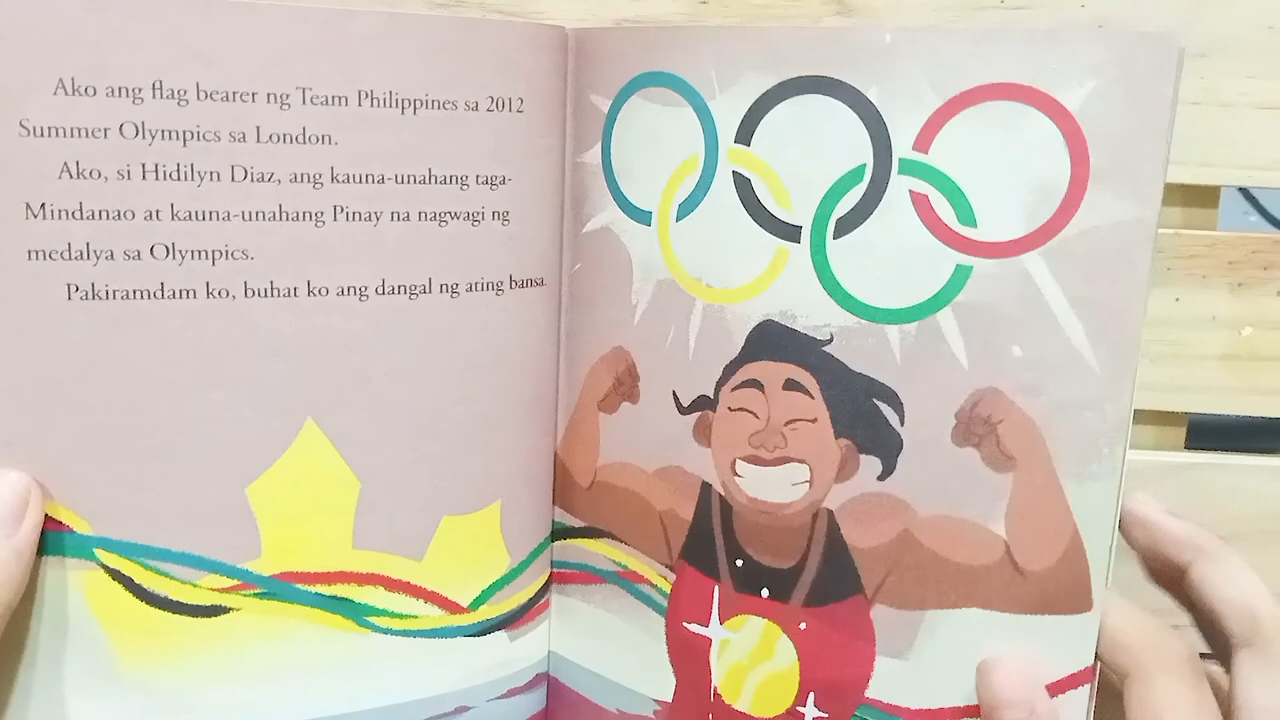 Ako ang flag bearer ng Team Philippines sa 2012
Summer Olympics sa London.
Ako, si Hidilyn Diaz, ang kauna-unahang taga-
Mindanao at kauna-unahang Pinay na nagwagi ng
medalya sa Olympics.
Pakiramdam ko, buhat ko ang dangal ng ating bansa.